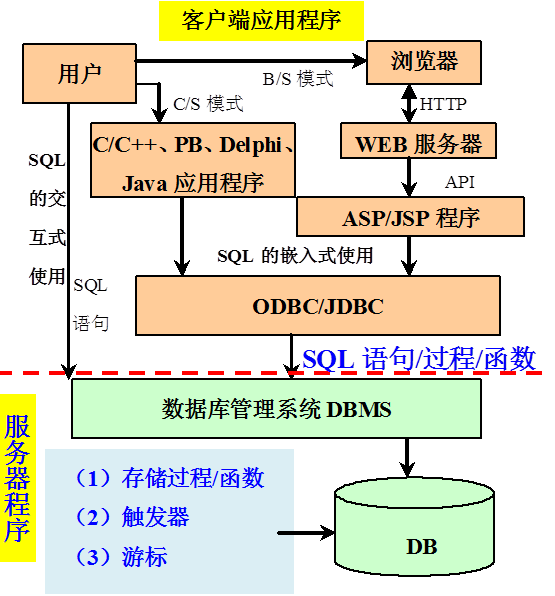 客户端应用程序
用户
浏览器
B/S 模式
C/S 模式
HTTP
C/C++、PB、Delphi、
Java 应用程序
WEB 服务器
API
ASP/JSP 程序
SQL
的交
互式
使用
SQL 的嵌入式使用
SQL
语句
ODBC/JDBC
SQL 语句/过程/函数
服务器程序
数据库管理系统 DBMS
（1）存储过程/函数
（2）触发器
（3）游标
DB